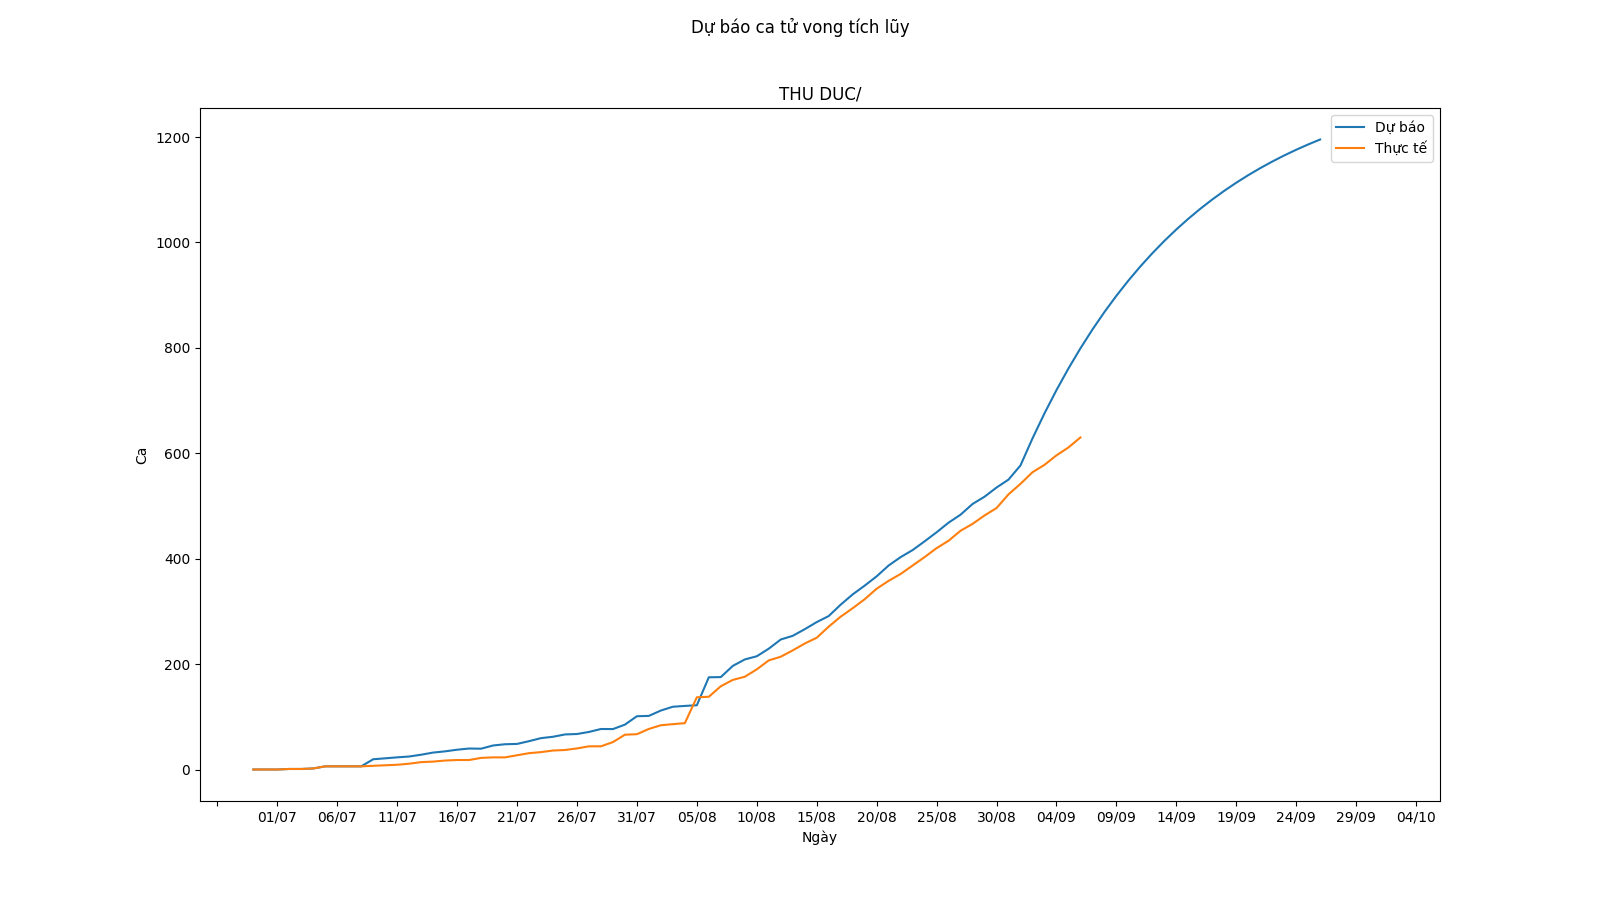 Dự báo ca tử vong tích lũy
THU DUC/
Dự báo
Thực tế
1200
1000
800
600
400
200
0
Ca
01/07 06/07 11/07 16/07 21/07 26/07 31/07 05/08 10/08 15/08 20/08 25/08 30/08 04/09 09/09 14/09 19/09 24/09 29/09 04/10
Ngày